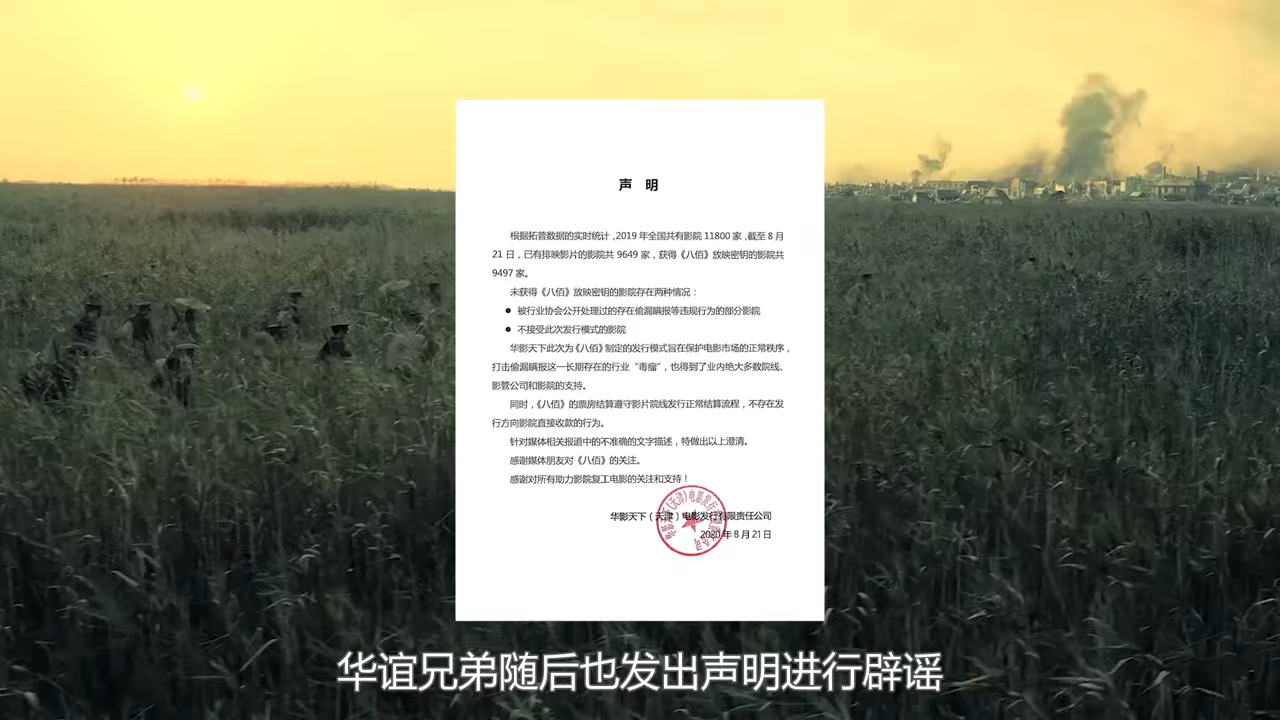 声 明
根据拓普数据的实时统计，2019 年全国共有影院 11800 家，截至 8 月
21 日，已有排映影片的影院共 9649 家，获得《八佰》放映密钥的影院共
9497 家。
未获得《八佰》放映密钥的影院存在两种情况：
● 被行业协会公开处理过的存在偷漏瞒报等违规行为的部分影院
● 不接受此次发行模式的影院
华影天下此次为《八佰》制定的发行模式旨在保护电影市场的正常秩序，
打击偷漏瞒报这一长期存在的行业“毒瘤”，也得到了业内绝大多数院线、
影管公司和影院的支持。
同时，《八佰》的票房结算遵守影片院线发行正常结算流程，不存在发
行方向影院直接收款的行为。
针对媒体相关报道中的不准确的文字描述，特做出以上澄清。
感谢媒体朋友对《八佰》的关注。
感谢对所有助力影院复工电影的关注和支持！
华影天下（天津）电影发行有限责任公司
2020 年 8 月 21 日
华谊兄弟随后也发出声明进行辟谣